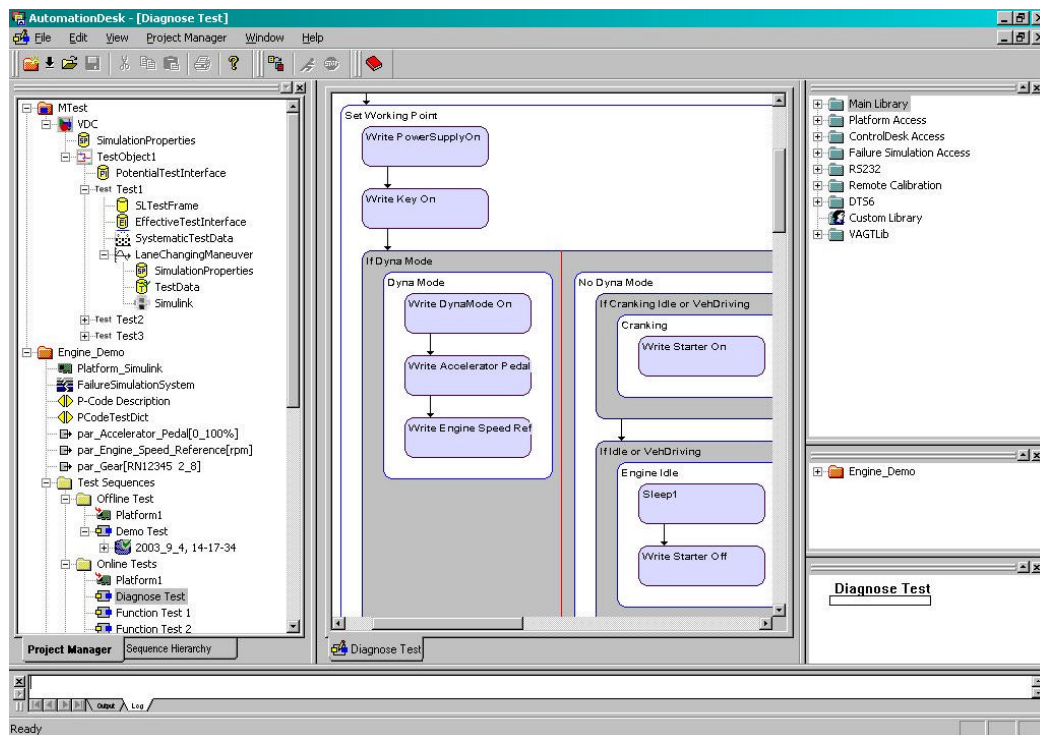 AutomationDesk - [Diagnose Test]
File Edit View Project Manager Window Help
MTest
VDC
SimulationProperties
TestObject1
PotentialTestInterface
Test Test1
SLTestFrame
EffectiveTestInterface
SystematicTestData
LaneChangingManeuver
SimulationProperties
TestData
Simulink
Test Test2
Test Test3
Engine_Demo
Platform_Simulink
FailureSimulationSystem
P-Code Description
PCodeTestDict
par_Accelerator_Pedal[0_100%]
par_Engine_Speed_Reference[rpm]
par_Gear[RN12345 2_8]
Test Sequences
Offline Test
Platform1
Demo Test
2003_9_4, 14-17-34
Online Tests
Platform1
Diagnose Test
Function Test 1
Function Test 2
Project Manager Sequence Hierarchy
Set Working Point
Write PowerSupplyOn
Write Key On
If Dyna Mode
Dyna Mode
Write DynaMode On
Write Accelerator Pedal
Write Engine Speed Ref
No Dyna Mode
If Cranking Idle or VehDriving
Cranking
Write Starter On
If Idle or VehDriving
Engine Idle
Sleep1
Write Starter Off
Diagnose Test
Main Library
Platform Access
ControlDesk Access
Failure Simulation Access
RS232
Remote Calibration
DTS6
Custom Library
VAGTLib
Engine_Demo
Diagnose Test
Output Log
Ready